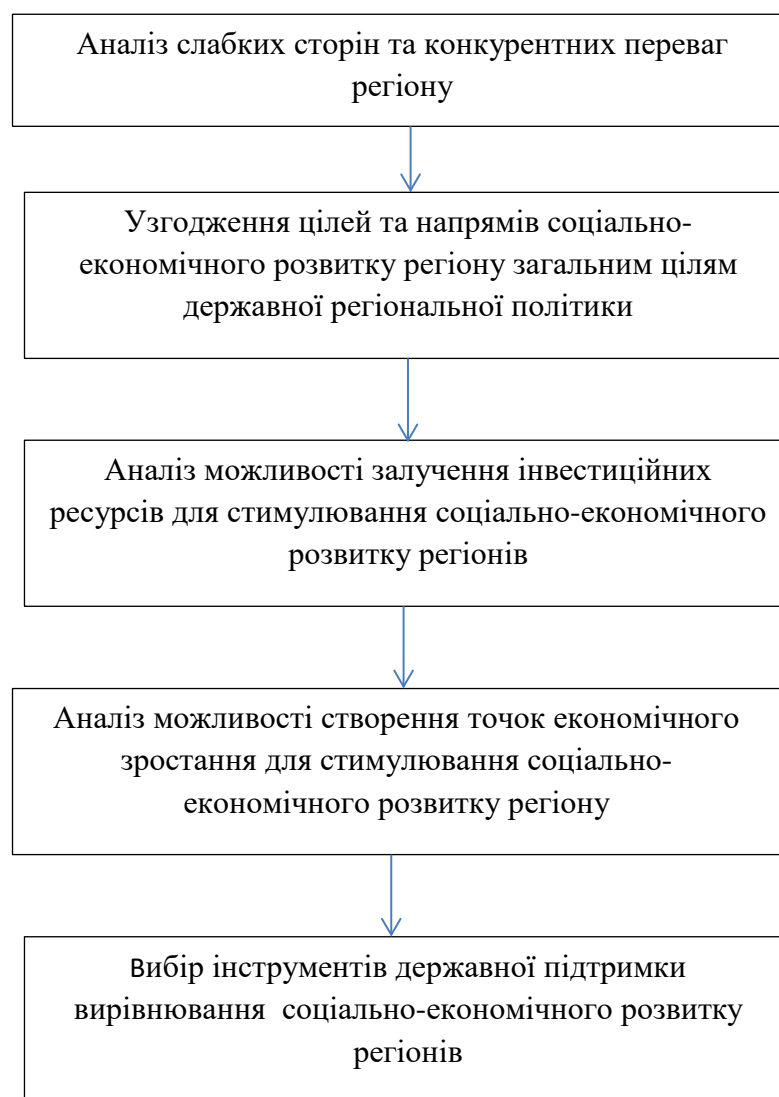 Аналіз слабких сторін та конкурентних переваг
регіону
Узгодження цілей та напрямів соціально-
економічного розвитку регіону загальним цілям
державної регіональної політики
Аналіз можливості залучення інвестиційних
ресурсів для стимулювання соціально-економічного
розвитку регіонів
Аналіз можливості створення точок економічного
зростання для стимулювання соціально-
економічного розвитку регіону
Вибір інструментів державної підтримки
вирівнювання  соціально-економічного розвитку
регіонів